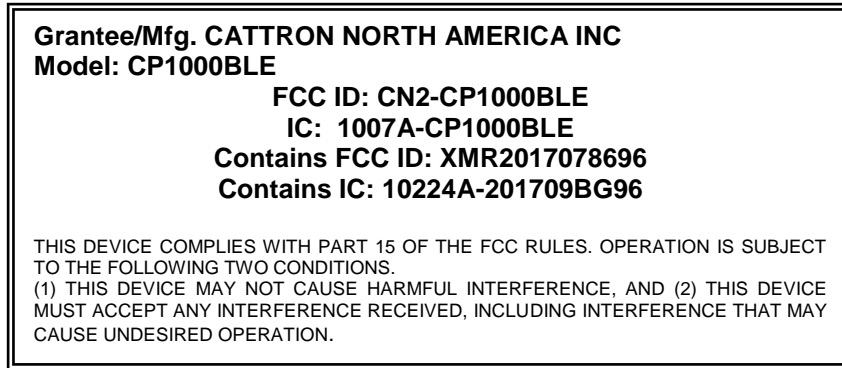 Grantee/Mfg. CATTRON NORTH AMERICA INC
Model: CP1000BLE
FCC ID: CN2-CP1000BLE
IC: 1007A-CP1000BLE
Contains FCC ID: XMR2017078696
Contains IC: 10224A-201709BG96
THIS DEVICE COMPLIES WITH PART 15 OF THE FCC RULES. OPERATION IS SUBJECT
TO THE FOLLOWING TWO CONDITIONS.
(1) THIS DEVICE MAY NOT CAUSE HARMFUL INTERFERENCE, AND (2) THIS DEVICE
MUST ACCEPT ANY INTERFERENCE RECEIVED, INCLUDING INTERFERENCE THAT MAY
CAUSE UNDESIRED OPERATION.